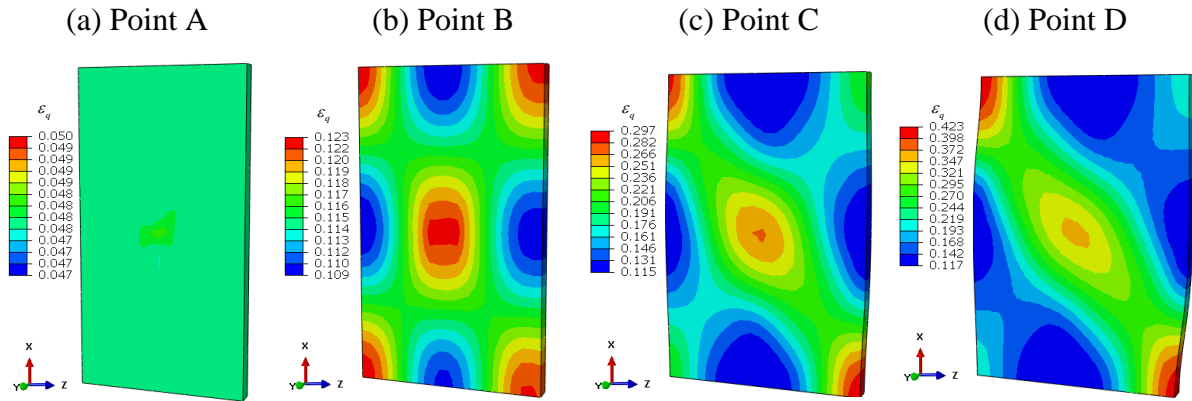 (a) Point A
(b) Point B
(c) Point C
(d) Point D
εq
0.050
0.049
0.049
0.049
0.049
0.048
0.048
0.048
0.048
0.047
0.047
0.047
0.047
X
Y
Z
εq
0.123
0.122
0.120
0.119
0.118
0.117
0.116
0.114
0.113
0.112
0.111
0.110
0.109
X
Y
Z
εq
0.297
0.282
0.266
0.251
0.236
0.221
0.206
0.191
0.176
0.161
0.146
0.131
0.115
X
Y
Z
εq
0.423
0.398
0.372
0.347
0.321
0.295
0.270
0.244
0.219
0.193
0.168
0.142
0.117
X
Y
Z